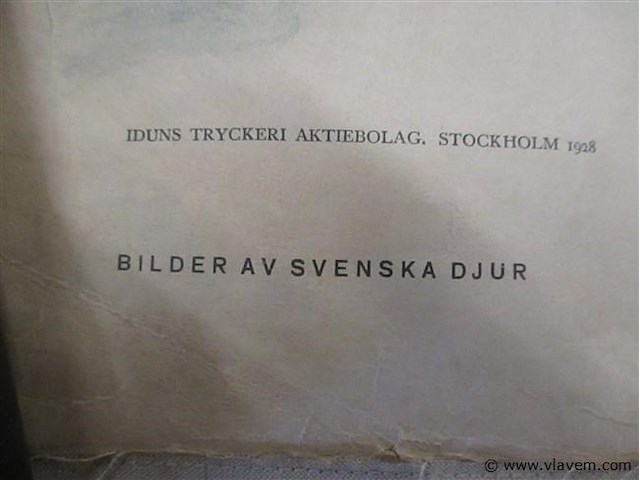 IDUNS TRYCKERI AKTIEBOLAG. STOCKHOLM 1928
BILDER AV SVENSKA DJUR
© www.vlavem.com